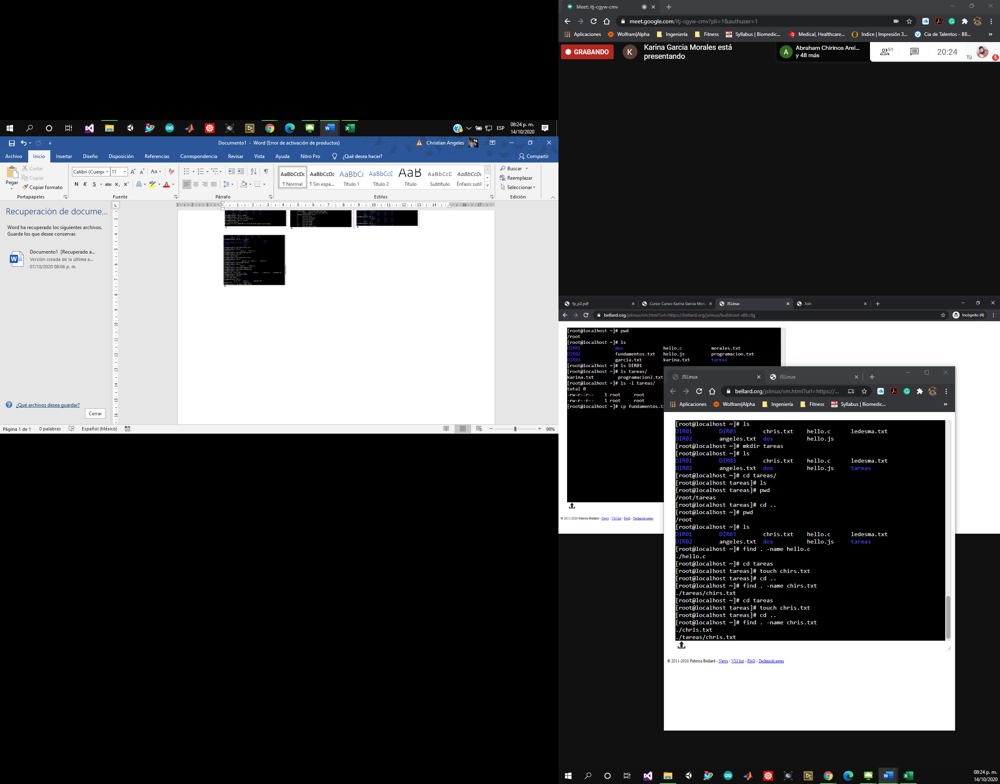 Meet: itj-cgyw-cmv
meet.google.com/itj-cgyw-cmv?pli=1&authuser=1
Aplicaciones Wolfram|Alpha Ingeniería Fitness Syllabus | Biomedic... Medical, Healthcare... Indice | Impresión 3... Cia de Talentos - BB... »
GRABANDO K Karina Garcia Morales está
presentando
A Abraham Chirinos Arel...
y 48 más
51 20:24 Tú
ESP 08:24 p. m.
14/10/2020
Documento1 - Word (Error de activación de productos) Christian Angeles
Archivo Inicio Insertar Diseño Disposición Referencias Correspondencia Revisar Vista Ayuda Nitro Pro ¿Qué desea hacer? Compartir
Pegar
Cortar
Copiar
Copiar formato
Portapapeles
Calibri (Cuerpo 11
N K S abc x₂ x²
Fuente
Párrafo
AaBbCcDc AaBbCcDc AaBbCc AaBbCcE AaB AaBbCcD AaBbCcDc
¶ Normal ¶ Sin espa... Título 1 Título 2 Título Subtítulo Énfasis sutil
Estilos
Buscar
Reemplazar
Seleccionar
Edición
Recuperación de docume...
Word ha recuperado los siguientes archivos.
Guarde los que desee conservar.
Documento1 [Recuperado a...
Versión creada de la última a...
07/10/2020 08:06 p. m.
¿Qué archivos desea guardar?
Cerrar
Página 1 de 1 0 palabras Español (México) 98%
fp_p2.pdf Curso: Curso: Karina Garcia Mora JSLinux Join
bellard.org/jslinux/vm.html?url=https://bellard.org/jslinux/buildroot-x86.cfg Incógnito (4)
[root@localhost ~]# pwd
/root
[root@localhost ~]# ls
DIR01 dos hello.c morales.txt
DIR02 fundamentos.txt hello.js programacion.txt
DIR03 garcia.txt karina.txt tareas
[root@localhost ~]# ls DIR01
[root@localhost ~]# ls tareas/
karina.txt programacion2.txt
[root@localhost ~]# ls -l tareas/
total 0
-rw-r--r-- 1 root root
-rw-r--r-- 1 root root
[root@localhost ~]# cp fundamentos.t
© 2011-2020 Fabrice Bellard - News - VM list - FAQ - Technical notes
JSLinux JSLinux
bellard.org/jslinux/vm.html?url=https://...
Aplicaciones Wolfram|Alpha Ingeniería Fitness Syllabus | Biomedic... »
[root@localhost ~]# ls
DIR01 DIR03 chris.txt hello.c ledesma.txt
DIR02 angeles.txt dos hello.js
[root@localhost ~]# mkdir tareas
[root@localhost ~]# ls
DIR01 DIR03 chris.txt hello.c ledesma.txt
DIR02 angeles.txt dos hello.js tareas
[root@localhost ~]# cd tareas/
[root@localhost tareas]# ls
[root@localhost tareas]# pwd
/root/tareas
[root@localhost tareas]# cd ..
[root@localhost ~]# pwd
/root
[root@localhost ~]# ls
DIR01 DIR03 chris.txt hello.c ledesma.txt
DIR02 angeles.txt dos hello.js tareas
[root@localhost ~]# find . -name hello.c
./hello.c
[root@localhost ~]# cd tareas
[root@localhost tareas]# touch chirs.txt
[root@localhost tareas]# cd ..
[root@localhost ~]# find . -name chirs.txt
./tareas/chirs.txt
[root@localhost ~]# cd tareas
[root@localhost tareas]# touch chris.txt
[root@localhost tareas]# cd ..
[root@localhost ~]# find . -name chris.txt
./chris.txt
./tareas/chris.txt
© 2011-2020 Fabrice Bellard - News - VM list - FAQ - Technical notes
08:24 p. m.
14/10/2020